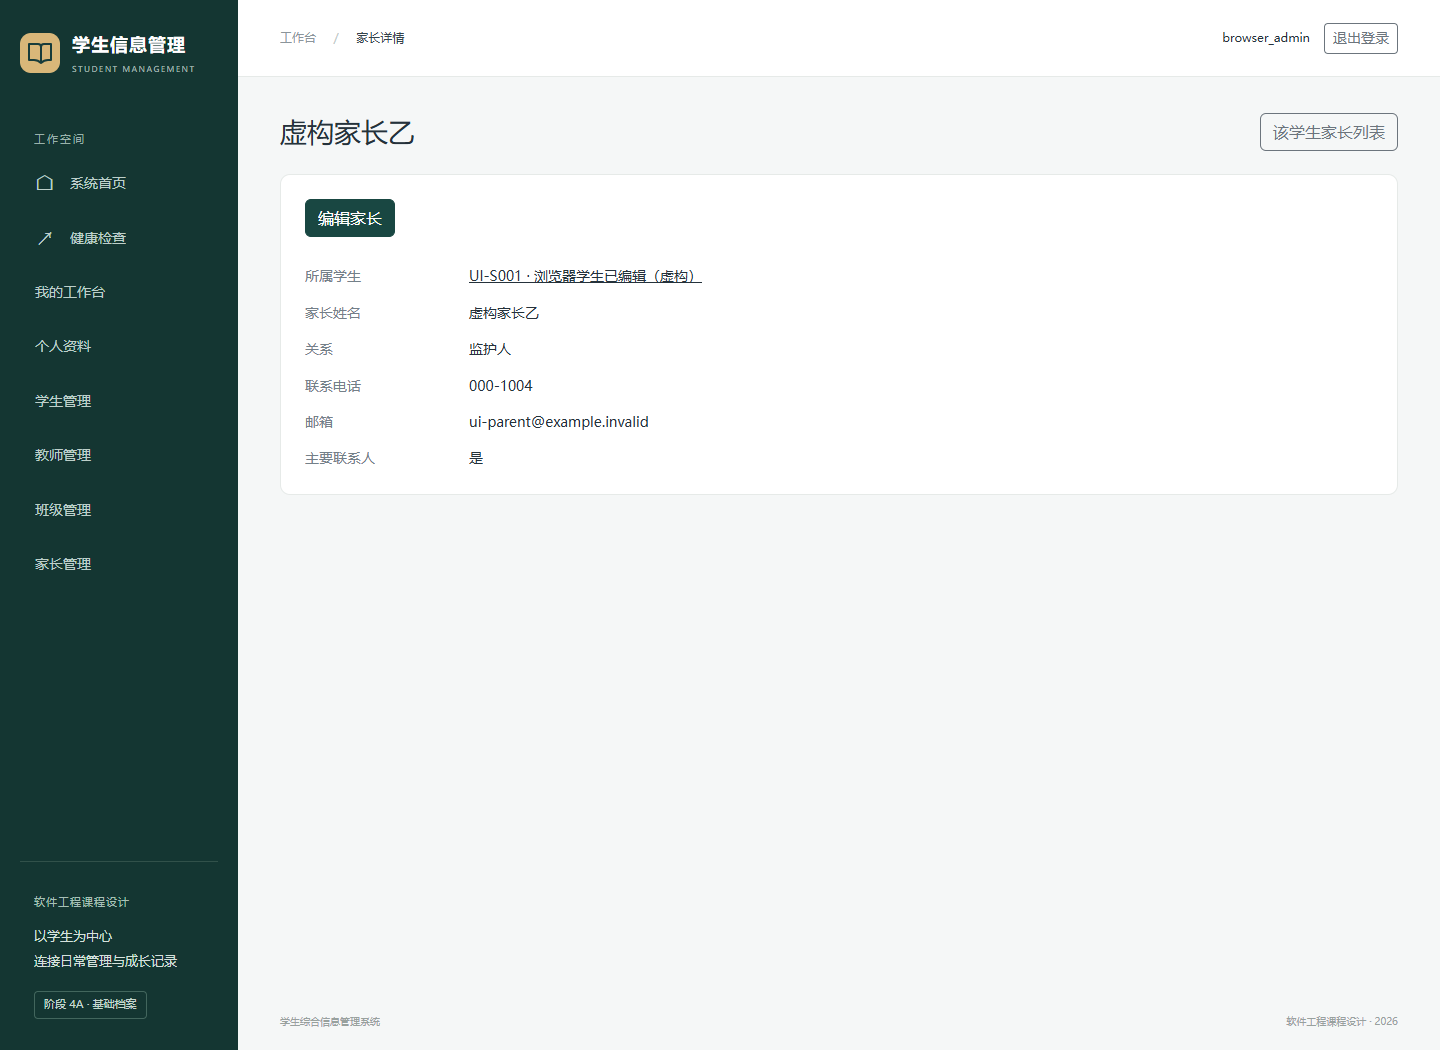 学生信息管理
STUDENT MANAGEMENT
工作空间
系统首页
健康检查
我的工作台
个人资料
学生管理
教师管理
班级管理
家长管理
软件工程课程设计
以学生为中心
连接日常管理与成长记录
阶段 4A · 基础档案
工作台 / 家长详情
browser_admin 退出登录
虚构家长乙
该学生家长列表
编辑家长
所属学生 UI-S001 · 浏览器学生已编辑（虚构）
家长姓名 虚构家长乙
关系 监护人
联系电话 000-1004
邮箱 ui-parent@example.invalid
主要联系人 是
学生综合信息管理系统
软件工程课程设计 · 2026